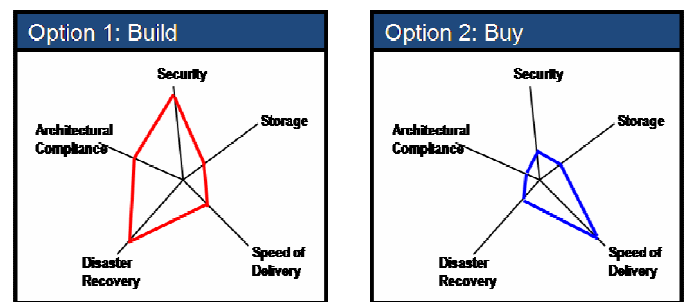 Option 1: Build
Security
Storage
Architectural
Compliance
Speed of
Delivery
Disaster
Recovery
Option 2: Buy
Security
Storage
Architectural
Compliance
Speed of
Delivery
Disaster
Recovery